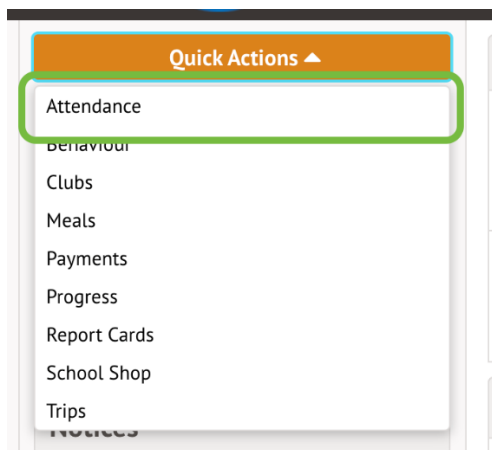 Quick Actions
Attendance
Behaviour
Clubs
Meals
Payments
Progress
Report Cards
School Shop
Trips
Notices